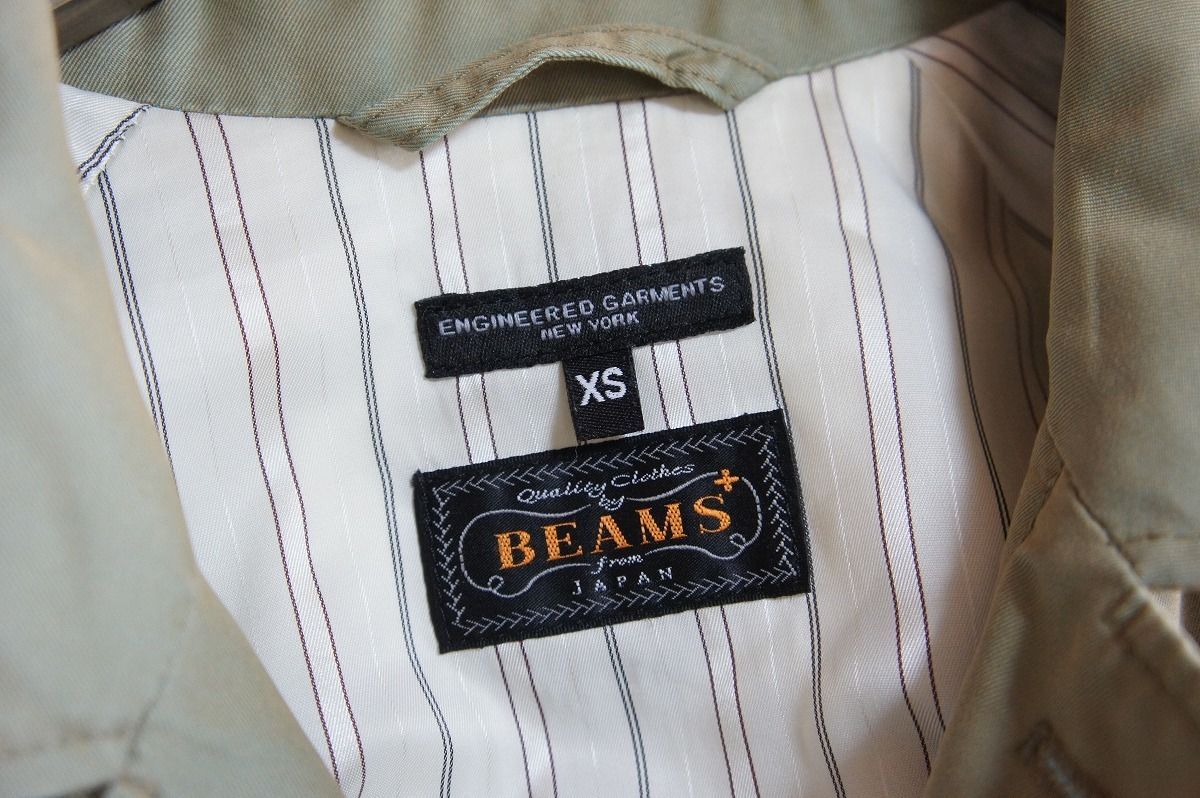 ENGINEERED GARMENTS
NEW YORK
XS
Quality Clothes
by
BEAMS+
from
JAPAN